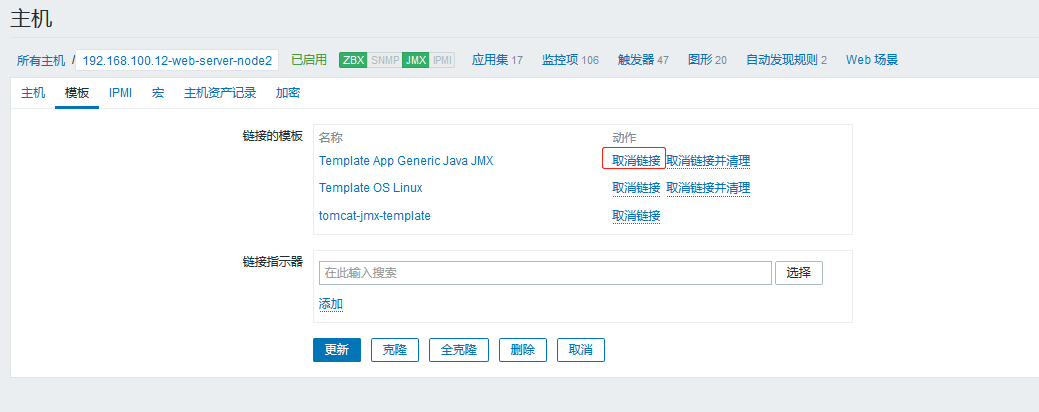 主机
所有主机 / 192.168.100.12-web-server-node2 已启用 ZBX SNMP JMX IPMI 应用集 17 监控项 106 触发器 47 图形 20 自动发现规则 2 Web 场景
主机 模板 IPMI 宏 主机资产记录 加密
链接的模板 名称 动作
Template App Generic Java JMX 取消链接 取消链接并清理
Template OS Linux 取消链接 取消链接并清理
tomcat-jmx-template 取消链接
链接指示器
在此输入搜索 选择
添加
更新 克隆 全克隆 删除 取消